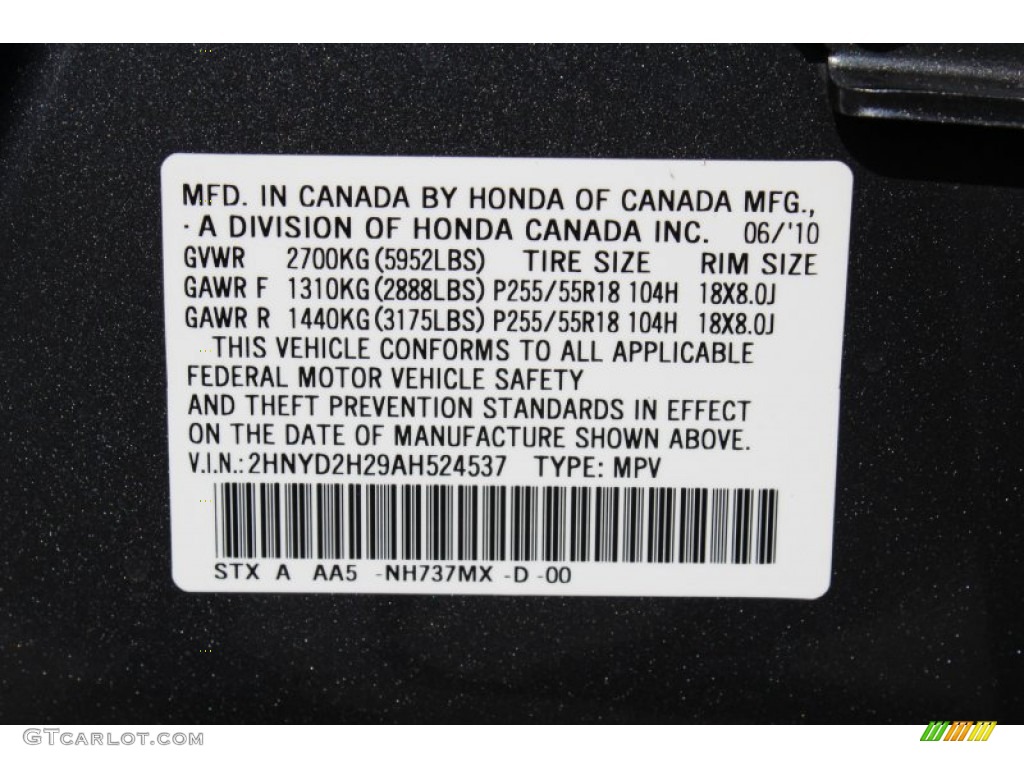 MFD. IN CANADA BY HONDA OF CANADA MFG.,
· A DIVISION OF HONDA CANADA INC. 06/'10
GVWR 2700KG (5952LBS) TIRE SIZE RIM SIZE
GAWR F 1310KG (2888LBS) P255/55R18 104H 18X8.0J
GAWR R 1440KG (3175LBS) P255/55R18 104H 18X8.0J
THIS VEHICLE CONFORMS TO ALL APPLICABLE
FEDERAL MOTOR VEHICLE SAFETY
AND THEFT PREVENTION STANDARDS IN EFFECT
ON THE DATE OF MANUFACTURE SHOWN ABOVE.
V.I.N.: 2HNYD2H29AH524537 TYPE: MPV
STX A AA5 -NH737MX -D -00
GTCARLOT.COM